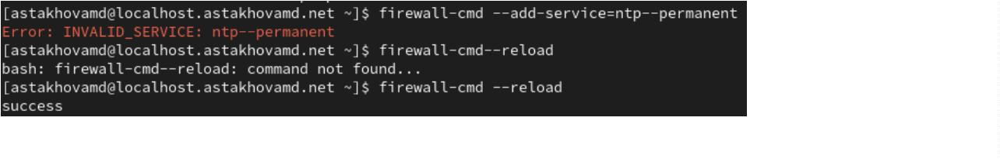 [astakhovamd@localhost.astakhovamd.net ~]$ firewall-cmd --add-service=ntp--permanent
Error: INVALID_SERVICE: ntp--permanent
[astakhovamd@localhost.astakhovamd.net ~]$ firewall-cmd--reload
bash: firewall-cmd--reload: command not found...
[astakhovamd@localhost.astakhovamd.net ~]$ firewall-cmd --reload
success